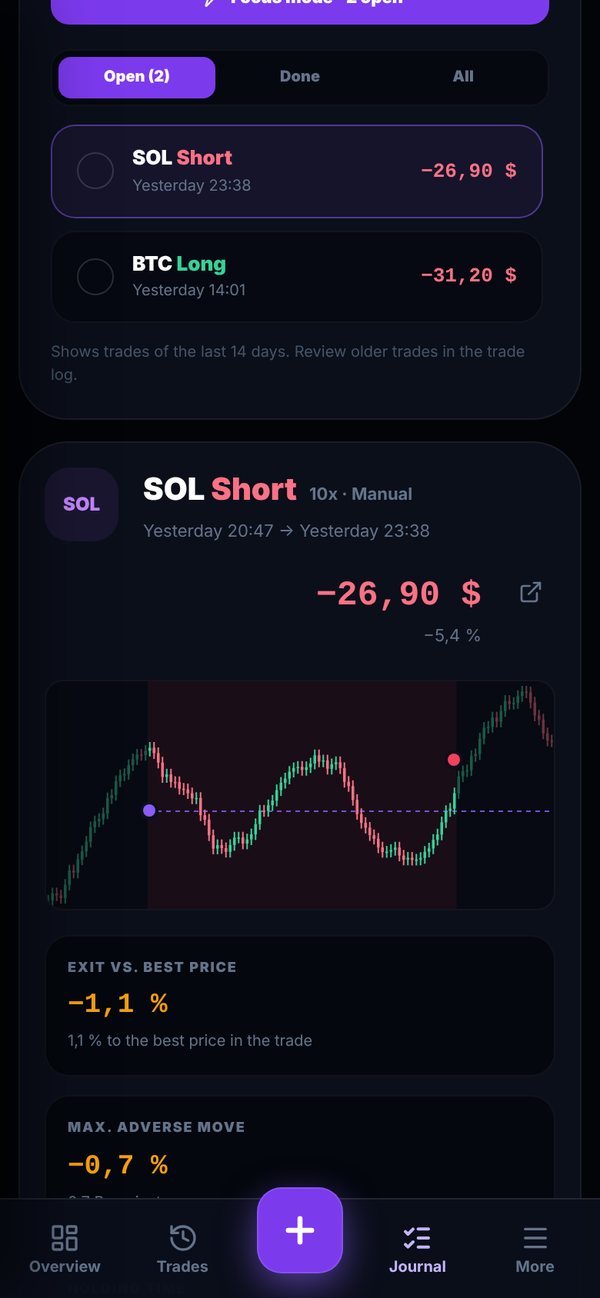 Open (2)
Done
All
SOL Short
−26,90 $
Yesterday 23:38
BTC Long
−31,20 $
Yesterday 14:01
Shows trades of the last 14 days. Review older trades in the trade
log.
SOL
SOL Short 10x · Manual
Yesterday 20:47 → Yesterday 23:38
−26,90 $
−5,4 %
EXIT VS. BEST PRICE
−1,1 %
1,1 % to the best price in the trade
MAX. ADVERSE MOVE
−0,7 %
Overview
Trades
Journal
More